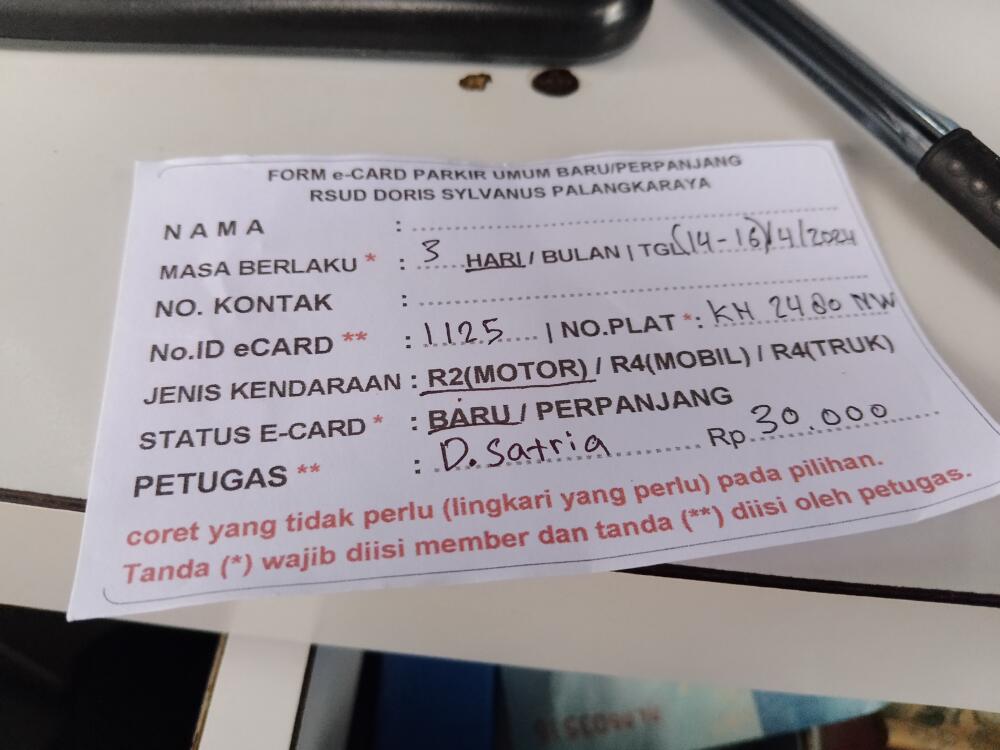 FORM e-CARD PARKIR UMUM BARU/PERPANJANG
RSUD DORIS SYLVANUS PALANGKARAYA
N A M A :
MASA BERLAKU * : 3 HARI / BULAN | TGL (14-16)/4/2024
NO. KONTAK :
No.ID eCARD ** : 1125 | NO.PLAT * : KH 2480 NW
JENIS KENDARAAN : R2(MOTOR) / R4(MOBIL) / R4(TRUK)
STATUS E-CARD * : BARU / PERPANJANG
PETUGAS ** : D. Satria Rp 30.000
coret yang tidak perlu (lingkari yang perlu) pada pilihan.
Tanda (*) wajib diisi member dan tanda (**) diisi oleh petugas.